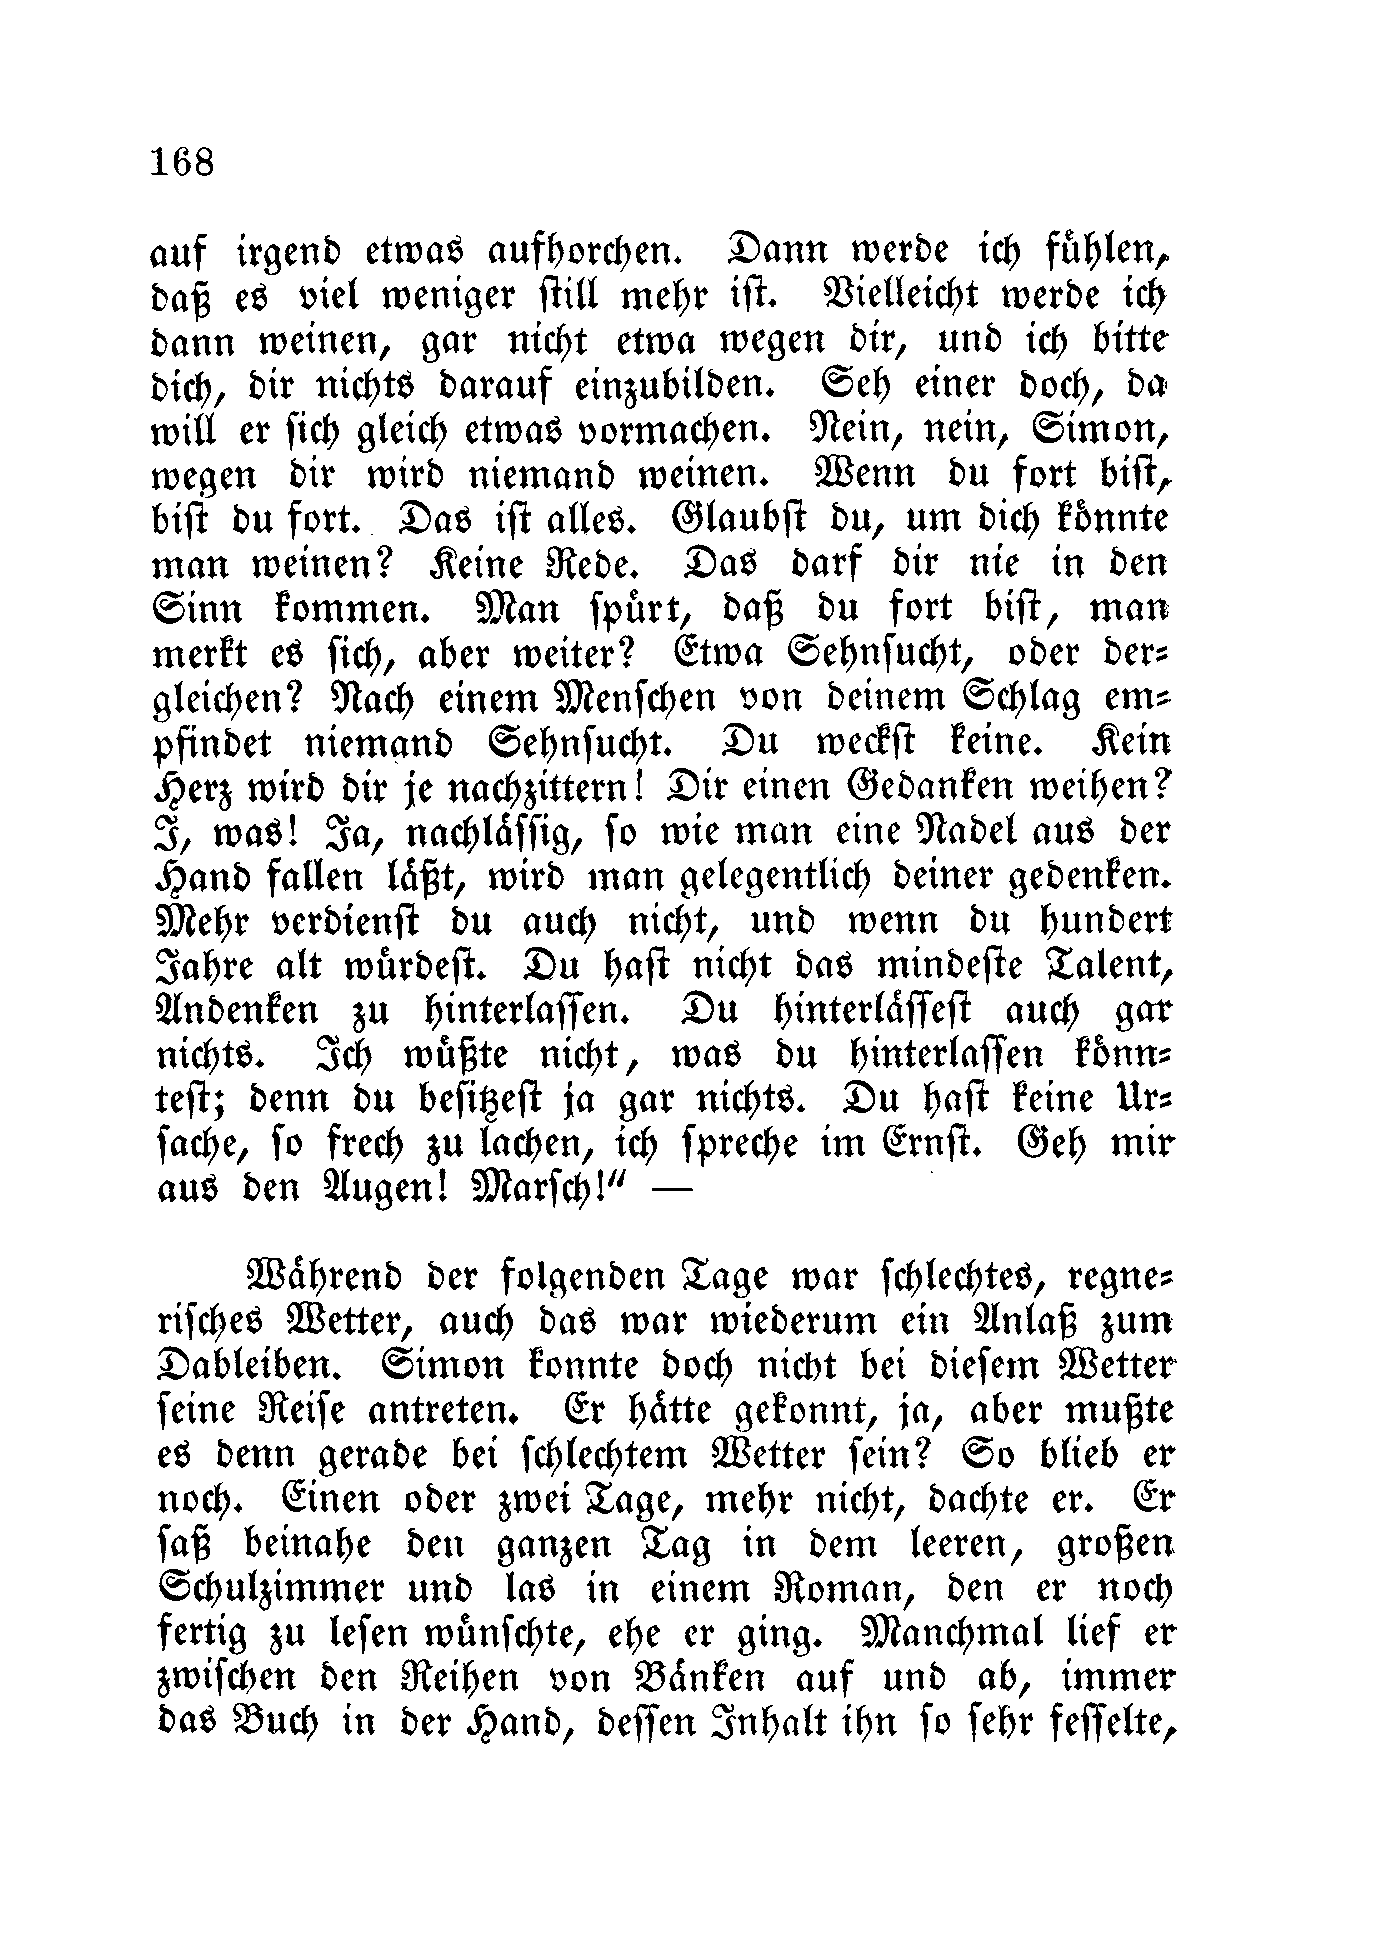 168
auf irgend etwas aufhorchen. Dann werde ich fühlen,
daß es viel weniger still mehr ist. Vielleicht werde ich
dann weinen, gar nicht etwa wegen dir, und ich bitte
dich, dir nichts darauf einzubilden. Seh einer doch, da
will er sich gleich etwas vormachen. Nein, nein, Simon,
wegen dir wird niemand weinen. Wenn du fort bist,
bist du fort. Das ist alles. Glaubst du, um dich könnte
man weinen? Keine Rede. Das darf dir nie in den
Sinn kommen. Man spürt, daß du fort bist, man
merkt es sich, aber weiter? Etwa Sehnsucht, oder der-
gleichen? Nach einem Menschen von deinem Schlag em-
pfindet niemand Sehnsucht. Du weckst keine. Kein
Herz wird dir je nachzittern! Dir einen Gedanken weihen?
I, was! Ja, nachlässig, so wie man eine Nadel aus der
Hand fallen läßt, wird man gelegentlich deiner gedenken.
Mehr verdienst du auch nicht, und wenn du hundert
Jahre alt würdest. Du hast nicht das mindeste Talent,
Andenken zu hinterlassen. Du hinterlässest auch gar
nichts. Ich wüßte nicht, was du hinterlassen könn-
test; denn du besitzest ja gar nichts. Du hast keine Ur-
sache, so frech zu lachen, ich spreche im Ernst. Geh mir
aus den Augen! Marsch!“ —
Während der folgenden Tage war schlechtes, regne-
risches Wetter, auch das war wiederum ein Anlaß zum
Dableiben. Simon konnte doch nicht bei diesem Wetter
seine Reise antreten. Er hätte gekonnt, ja, aber mußte
es denn gerade bei schlechtem Wetter sein? So blieb er
noch. Einen oder zwei Tage, mehr nicht, dachte er. Er
saß beinahe den ganzen Tag in dem leeren, großen
Schulzimmer und las in einem Roman, den er noch
fertig zu lesen wünschte, ehe er ging. Manchmal lief er
zwischen den Reihen von Bänken auf und ab, immer
das Buch in der Hand, dessen Inhalt ihn so sehr fesselte,